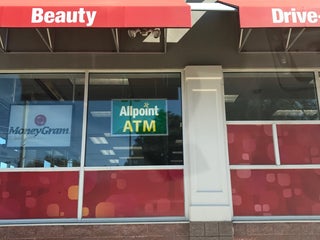 Beauty
Drive-
MoneyGram
Allpoint
ATM